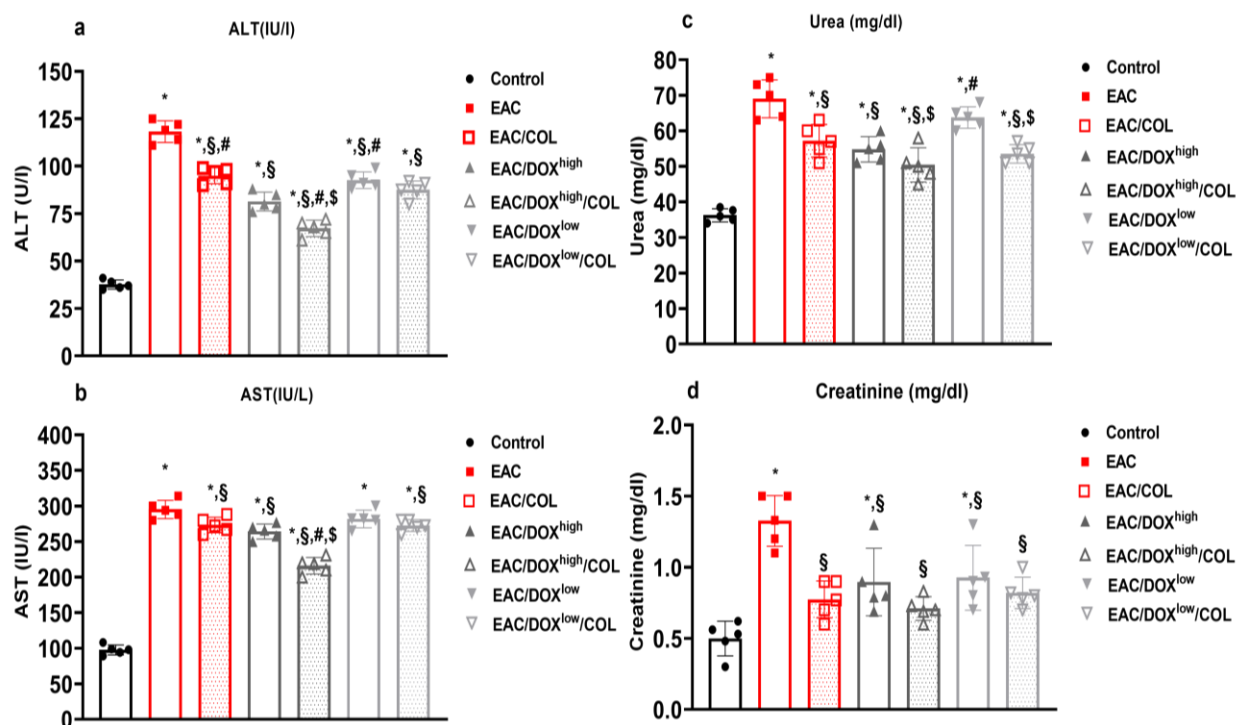 a
ALT(IU/l)
ALT (U/l)
150
125
100
75
50
25
0
*
*,§,#
*,§
*,§,#,$
*,§,#
*,§
Control
EAC
EAC/COL
EAC/DOXhigh
EAC/DOXhigh/COL
EAC/DOXlow
EAC/DOXlow/COL
b
AST(IU/L)
AST (IU/l)
400
350
300
250
200
150
100
50
0
*
*,§
*,§
*,§,#,$
*
*,§
Control
EAC
EAC/COL
EAC/DOXhigh
EAC/DOXhigh/COL
EAC/DOXlow
EAC/DOXlow/COL
c
Urea (mg/dl)
Urea (mg/dl)
80
70
60
50
40
30
20
10
0
*
*,§
*,§
*,§,$
*,#
*,§,$
Control
EAC
EAC/COL
EAC/DOXhigh
EAC/DOXhigh/COL
EAC/DOXlow
EAC/DOXlow/COL
d
Creatinine (mg/dl)
Creatinine (mg/dl)
2.0
1.5
1.0
0.5
0.0
*
§
*,§
§
*,§
§
Control
EAC
EAC/COL
EAC/DOXhigh
EAC/DOXhigh/COL
EAC/DOXlow
EAC/DOXlow/COL